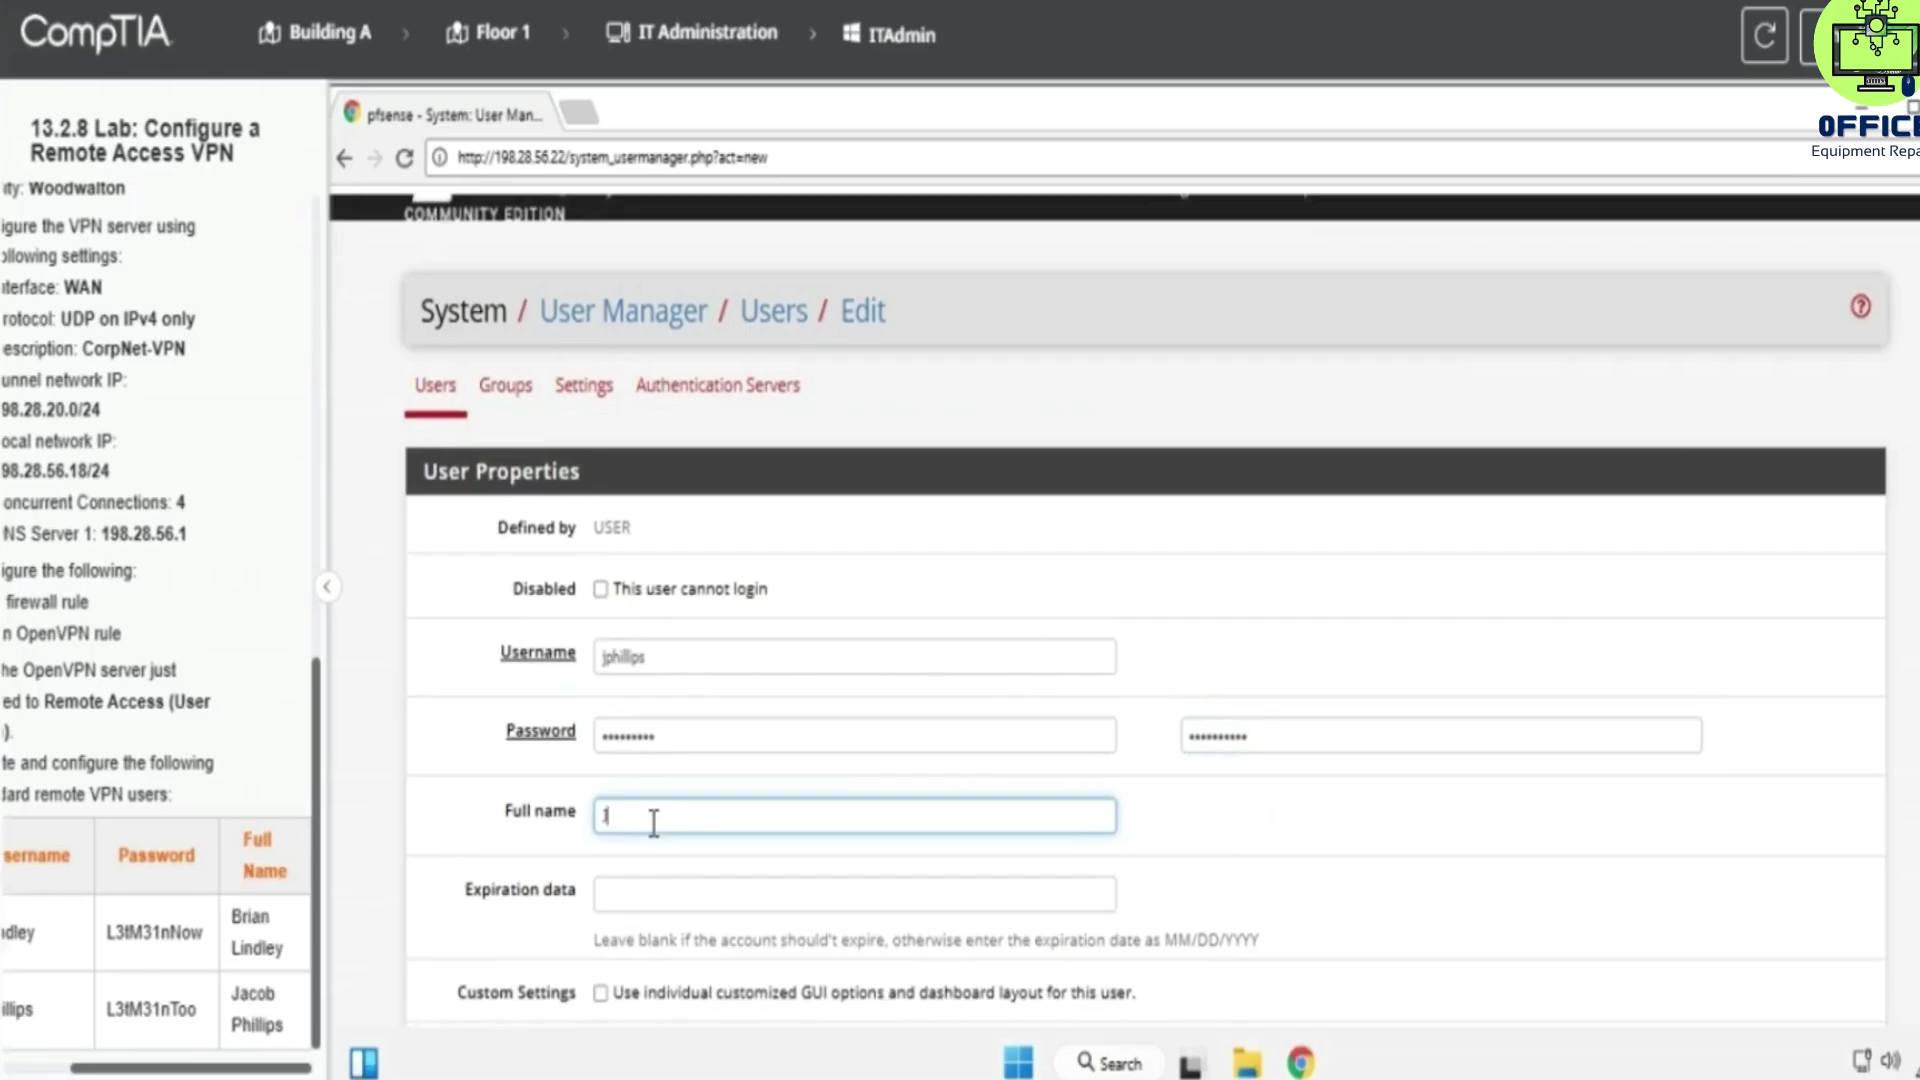 CompTIA
Building A > Floor 1 > IT Administration > ITAdmin
OFFICE
Equipment Repa
13.2.8 Lab: Configure a
Remote Access VPN
ity: Woodwalton
igure the VPN server using
ollowing settings:
nterface: WAN
rotocol: UDP on IPv4 only
escription: CorpNet-VPN
unnel network IP:
98.28.20.0/24
ocal network IP:
98.28.56.18/24
oncurrent Connections: 4
NS Server 1: 198.28.56.1
igure the following:
firewall rule
n OpenVPN rule
he OpenVPN server just
ed to Remote Access (User
).
te and configure the following
dard remote VPN users:
sername Password Full Name
dley L3tM31nNow Brian Lindley
illips L3tM31nToo Jacob Phillips
pfsense - System: User Man...
http://198.28.56.22/system_usermanager.php?act=new
COMMUNITY EDITION
System / User Manager / Users / Edit
Users Groups Settings Authentication Servers
User Properties
Defined by USER
Disabled This user cannot login
Username jphillips
Password ••••••••• ••••••••••
Full name J
Expiration data
Leave blank if the account should't expire, otherwise enter the expiration date as MM/DD/YYYY
Custom Settings Use individual customized GUI options and dashboard layout for this user.
Search